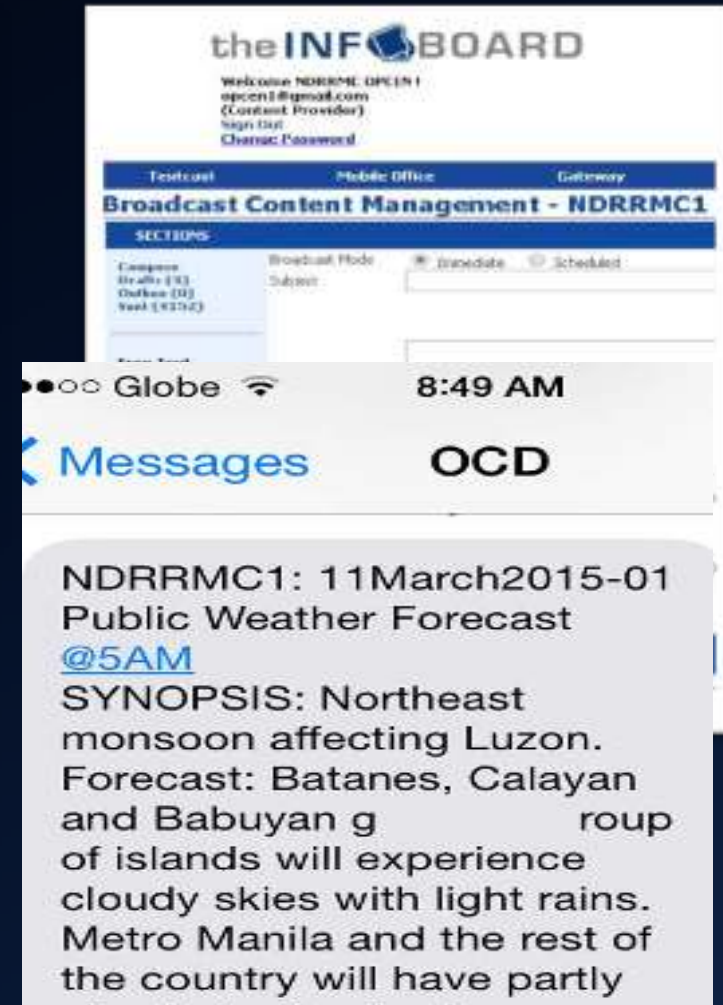 theINFOBOARD
Welcome NDRRMC OPCEN1
opcen1@gmail.com
(Content Provider)
Sign Out
Change Password
Textcast Mobile Office Gateway
Broadcast Content Management - NDRRMC1
SECTIONS
Compose
Broadcast Mode Immediate Scheduled
Subject
Globe 8:49 AM
Messages OCD
NDRRMC1: 11March2015-01
Public Weather Forecast
@5AM
SYNOPSIS: Northeast
monsoon affecting Luzon.
Forecast: Batanes, Calayan
and Babuyan g roup
of islands will experience
cloudy skies with light rains.
Metro Manila and the rest of
the country will have partly